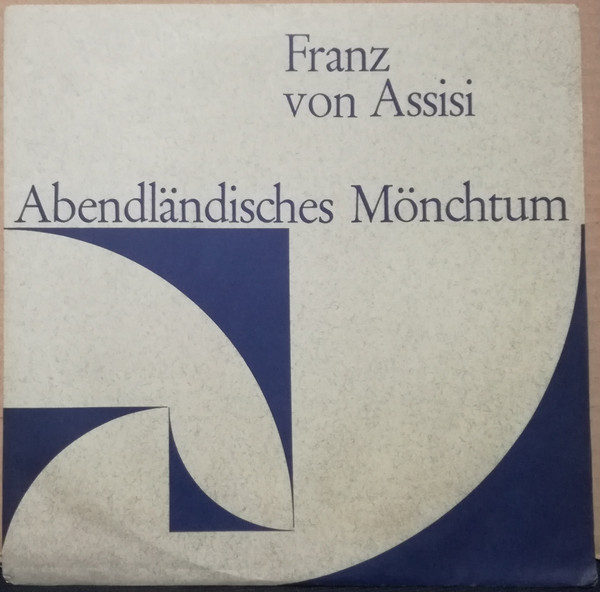 Franz
von Assisi
Abendländisches Mönchtum